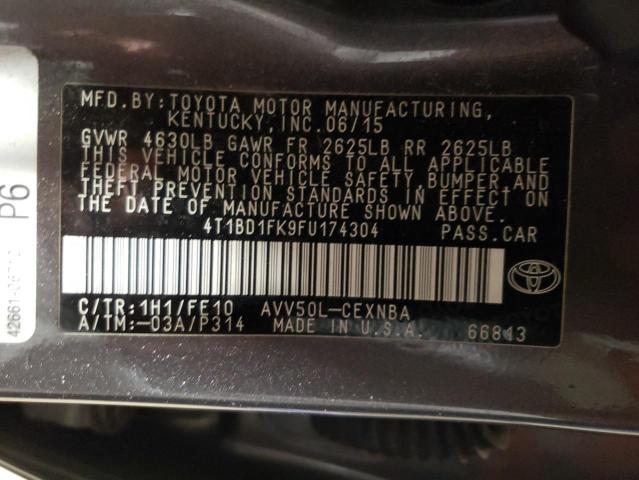 MFD. BY: TOYOTA MOTOR MANUFACTURING,
KENTUCKY, INC. 06/15
GVWR 4630LB GAWR FR 2625LB RR 2625LB
THIS VEHICLE CONFORMS TO ALL APPLICABLE
FEDERAL MOTOR VEHICLE SAFETY, BUMPER, AND
THEFT PREVENTION STANDARDS IN EFFECT ON
THE DATE OF MANUFACTURE SHOWN ABOVE.
4T1BD1FK9FU174304 PASS. CAR
C/TR: 1H1/FE10 AVV50L-CEXNBA
A/TM: -03A/P314 MADE IN U.S.A. 66843
TOYOTA
P6